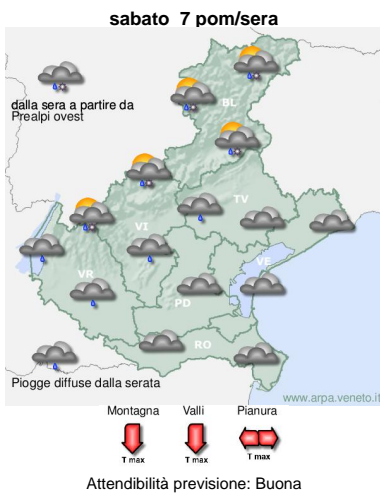 sabato 7 pom/sera
BL
dalla sera a partire da
Prealpi ovest
TV
VI
VE
VR
PD
RO
Piogge diffuse dalla serata
www.arpa.veneto.it
Montagna Valli Pianura
T max T max T max
Attendibilità previsione: Buona